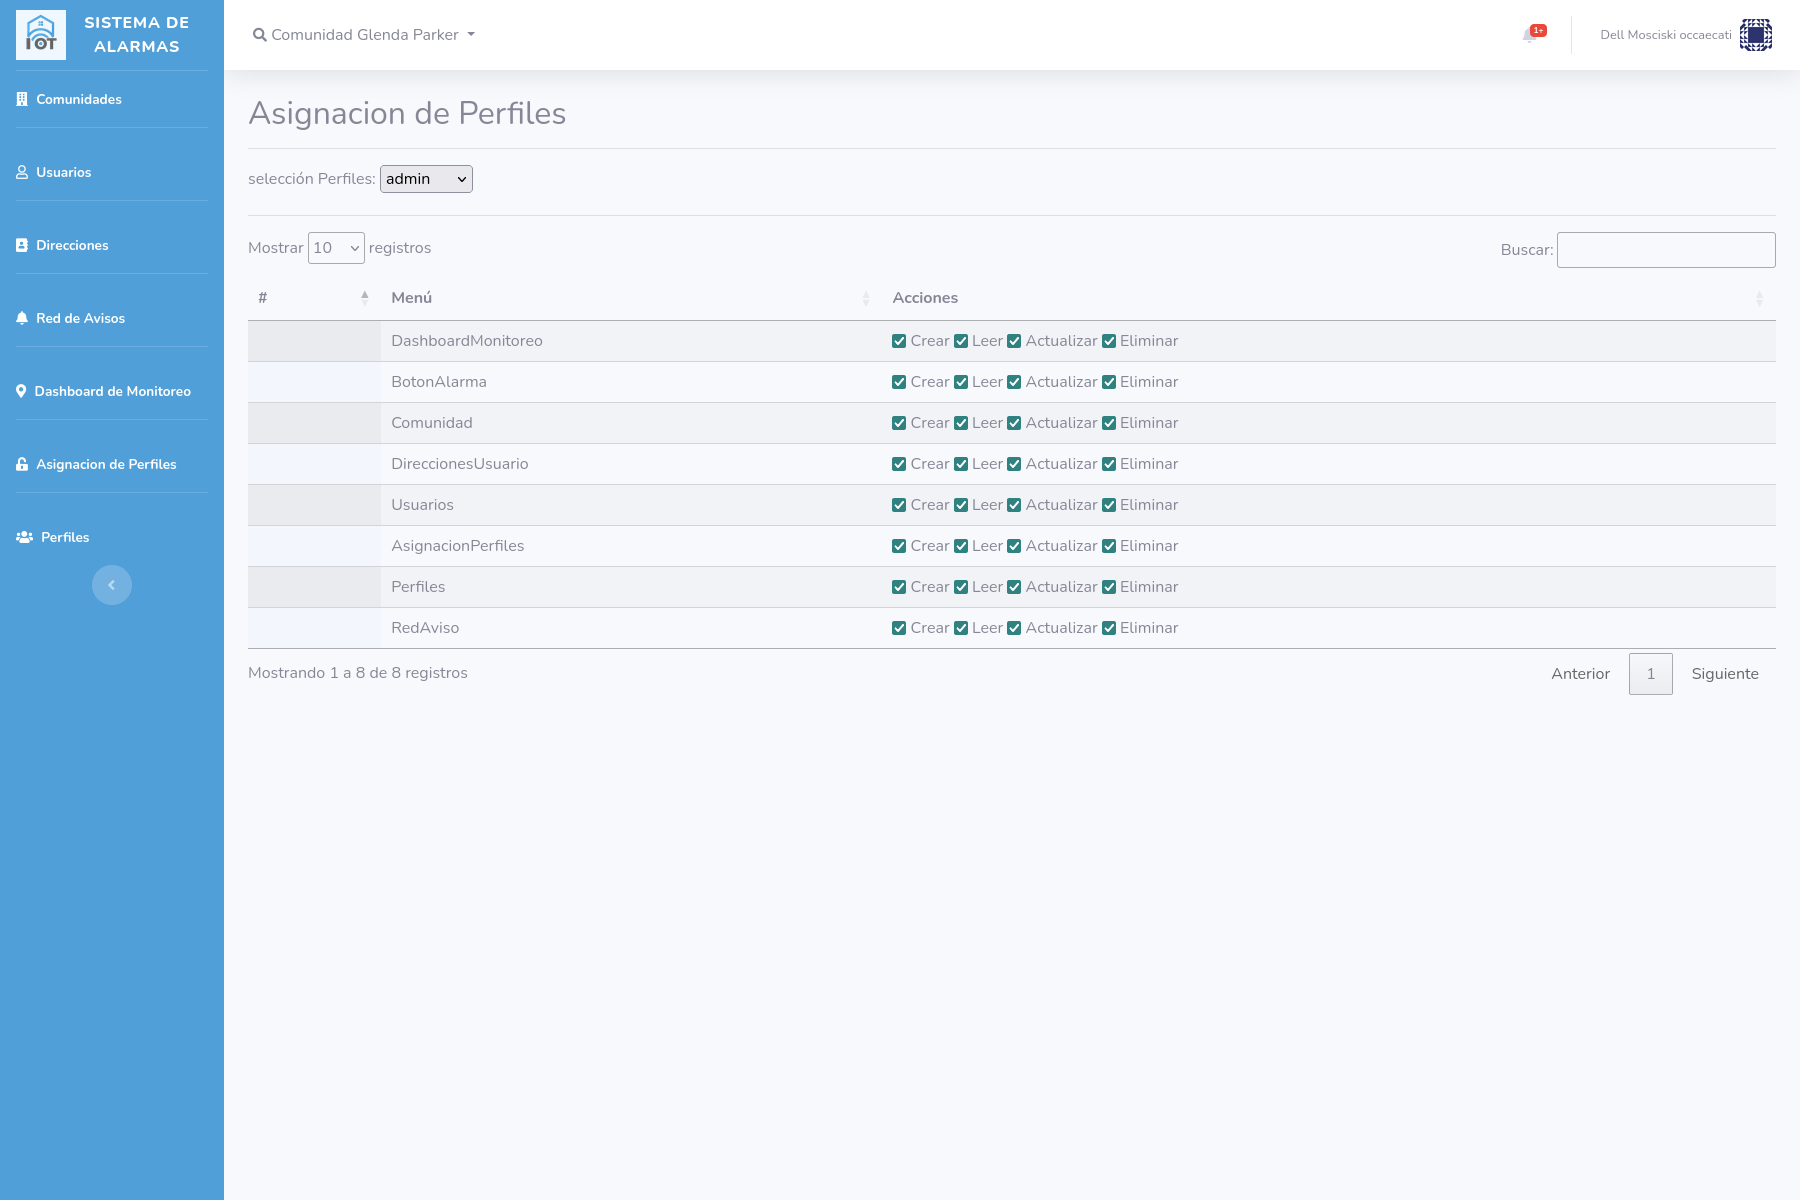 IOT
SISTEMA DE
ALARMAS
Comunidades
Usuarios
Direcciones
Red de Avisos
Dashboard de Monitoreo
Asignacion de Perfiles
Perfiles
Comunidad Glenda Parker
1+
Dell Mosciski occaecati
Asignacion de Perfiles
selección Perfiles: admin
Mostrar 10 registros
Buscar:
# Menú Acciones
DashboardMonitoreo Crear Leer Actualizar Eliminar
BotonAlarma Crear Leer Actualizar Eliminar
Comunidad Crear Leer Actualizar Eliminar
DireccionesUsuario Crear Leer Actualizar Eliminar
Usuarios Crear Leer Actualizar Eliminar
AsignacionPerfiles Crear Leer Actualizar Eliminar
Perfiles Crear Leer Actualizar Eliminar
RedAviso Crear Leer Actualizar Eliminar
Mostrando 1 a 8 de 8 registros
Anterior 1 Siguiente